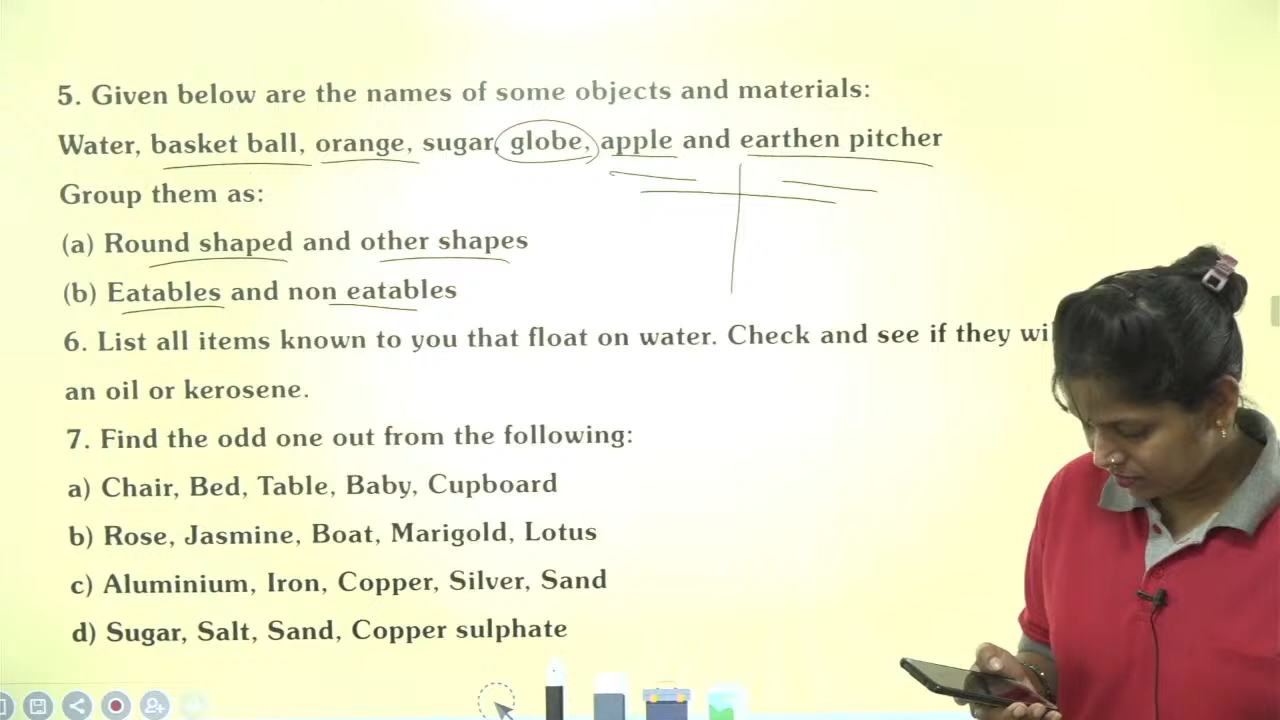 5. Given below are the names of some objects and materials:
Water, basket ball, orange, sugar, globe, apple and earthen pitcher
Group them as:
(a) Round shaped and other shapes
(b) Eatables and non eatables
6. List all items known to you that float on water. Check and see if they
an oil or kerosene.
7. Find the odd one out from the following:
a) Chair, Bed, Table, Baby, Cupboard
b) Rose, Jasmine, Boat, Marigold, Lotus
c) Aluminium, Iron, Copper, Silver, Sand
d) Sugar, Salt, Sand, Copper sulphate